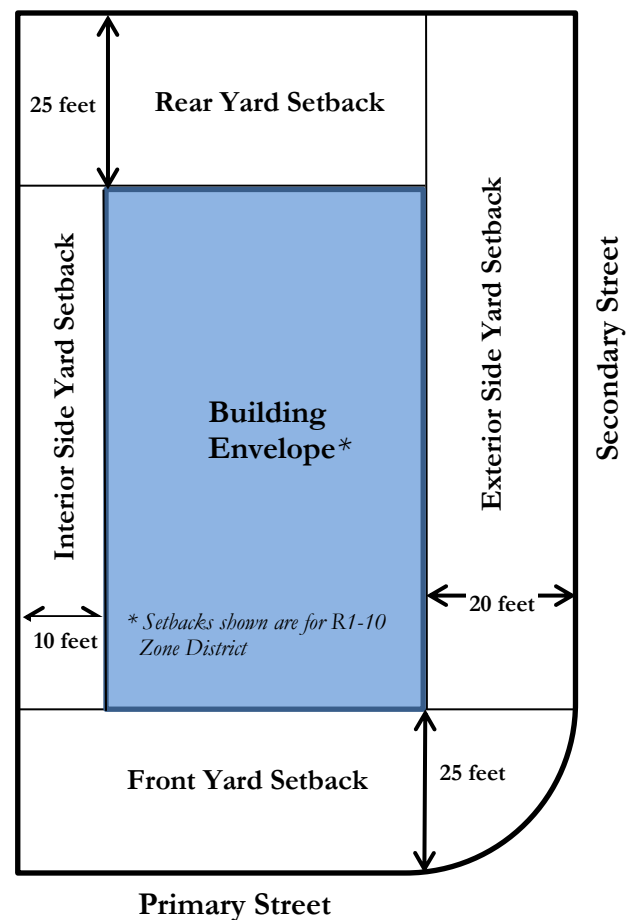 25 feet
Rear Yard Setback
Interior Side Yard Setback
Exterior Side Yard Setback
Secondary Street
Building
Envelope*
20 feet
10 feet
* Setbacks shown are for R1-10
Zone District
Front Yard Setback
25 feet
Primary Street